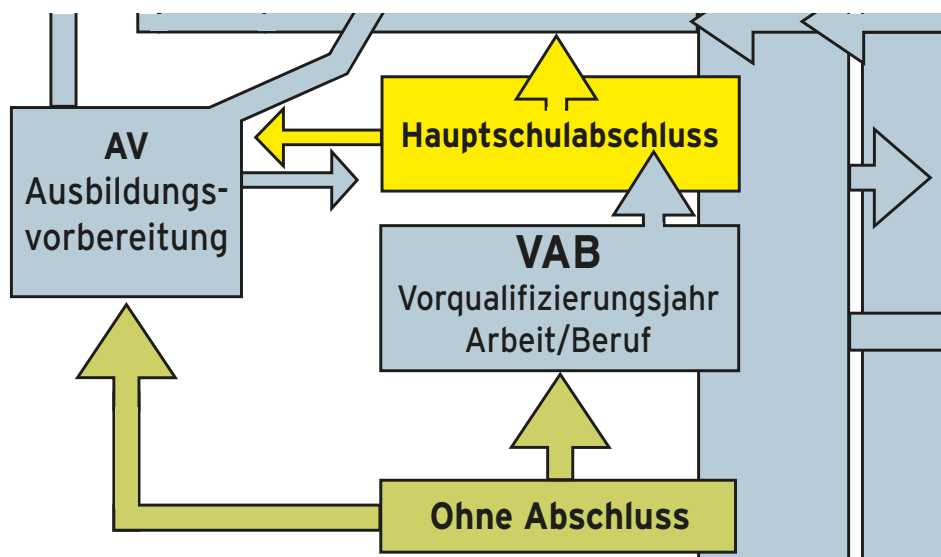 AV
Ausbildungs-
vorbereitung
Hauptschulabschluss
VAB
Vorqualifizierungsjahr
Arbeit/Beruf
Ohne Abschluss